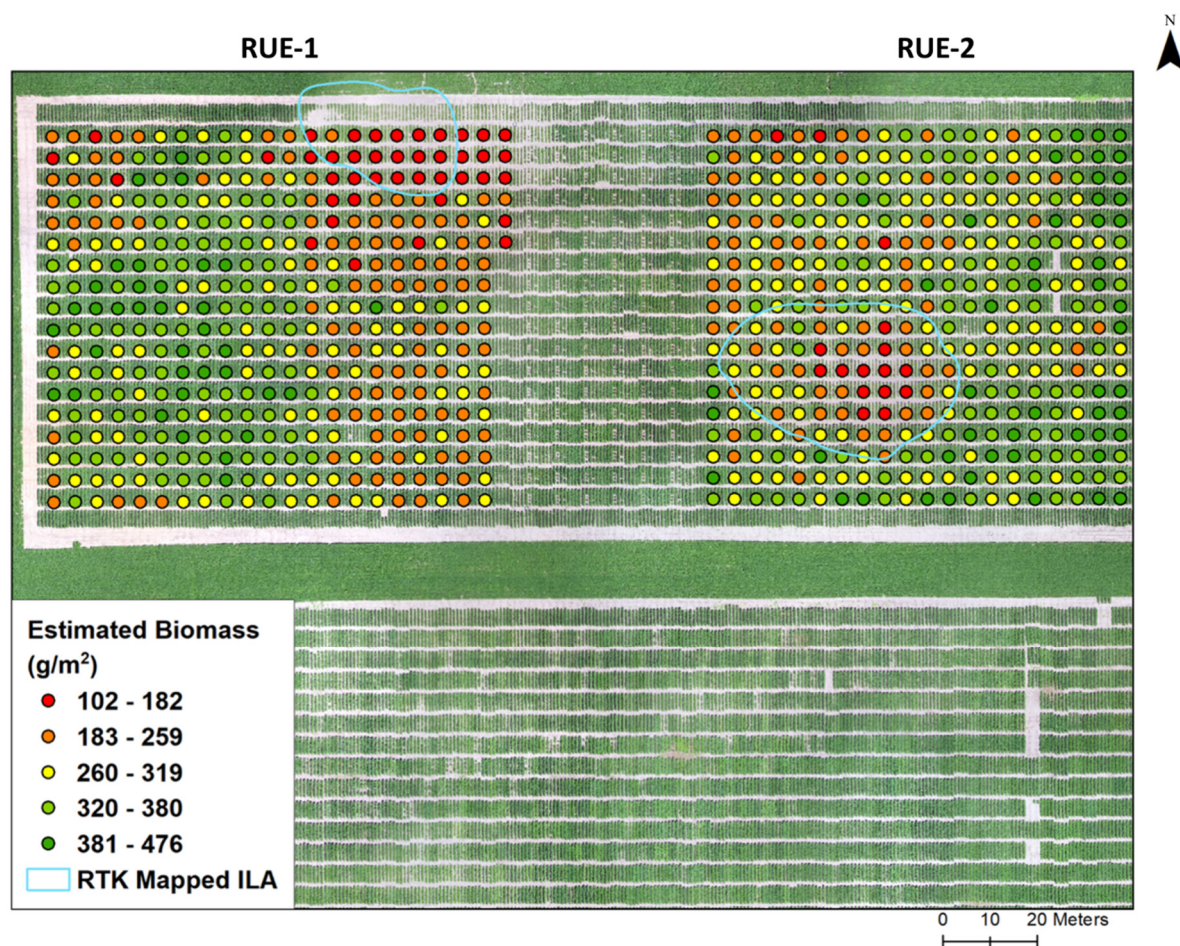 N
RUE-1
RUE-2
Estimated Biomass
(g/m²)
102 - 182
183 - 259
260 - 319
320 - 380
381 - 476
RTK Mapped ILA
0 10 20 Meters